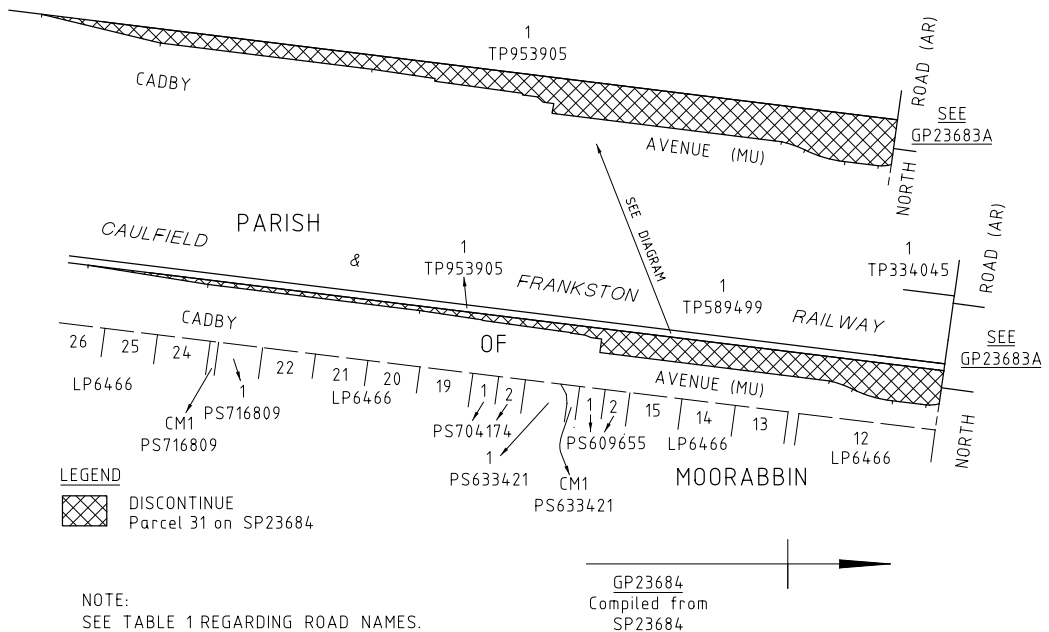 1
TP953905
CADBY
AVENUE (MU)
ROAD (AR)
NORTH
SEE
GP23683A
SEE DIAGRAM
PARISH
CAULFIELD
&
FRANKSTON
RAILWAY
1
TP953905
1
TP589499
1
TP334045
ROAD (AR)
NORTH
SEE
GP23683A
CADBY
OF
AVENUE (MU)
26
25
24
LP6466
CM1
PS716809
1
PS716809
22
21
20
LP6466
19
1
2
PS704174
1
PS633421
CM1
PS633421
1
2
PS609655
15
14
13
LP6466
12
LP6466
MOORABBIN
LEGEND
DISCONTINUE
Parcel 31 on SP23684
NOTE:
SEE TABLE 1 REGARDING ROAD NAMES.
GP23684
Compiled from
SP23684